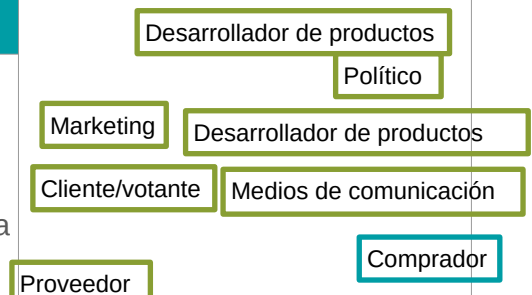 Desarrollador de productos
Político
Marketing
Desarrollador de productos
Cliente/votante
Medios de comunicación
a
Comprador
Proveedor